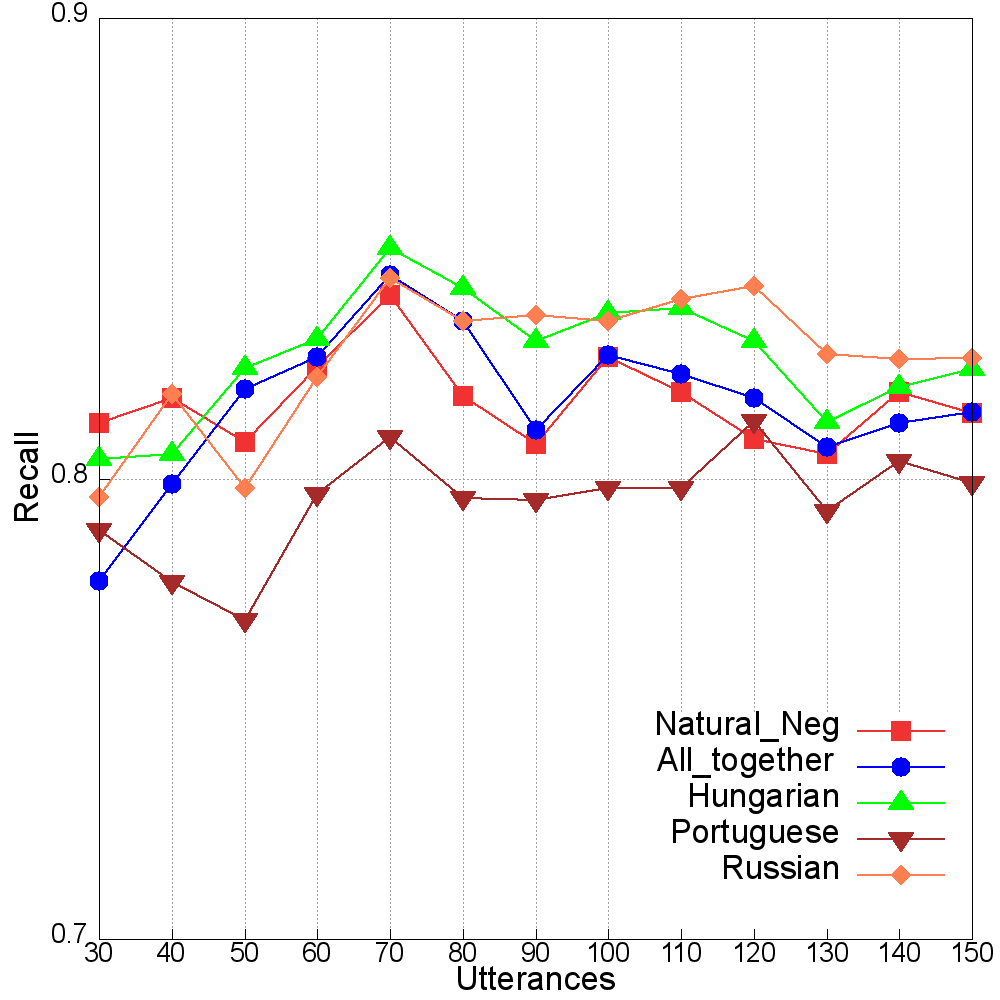 0.9
0.8
0.7
Recall
Natural_Neg
All_together
Hungarian
Portuguese
Russian
30 40 50 60 70 80 90 100 110 120 130 140 150
Utterances